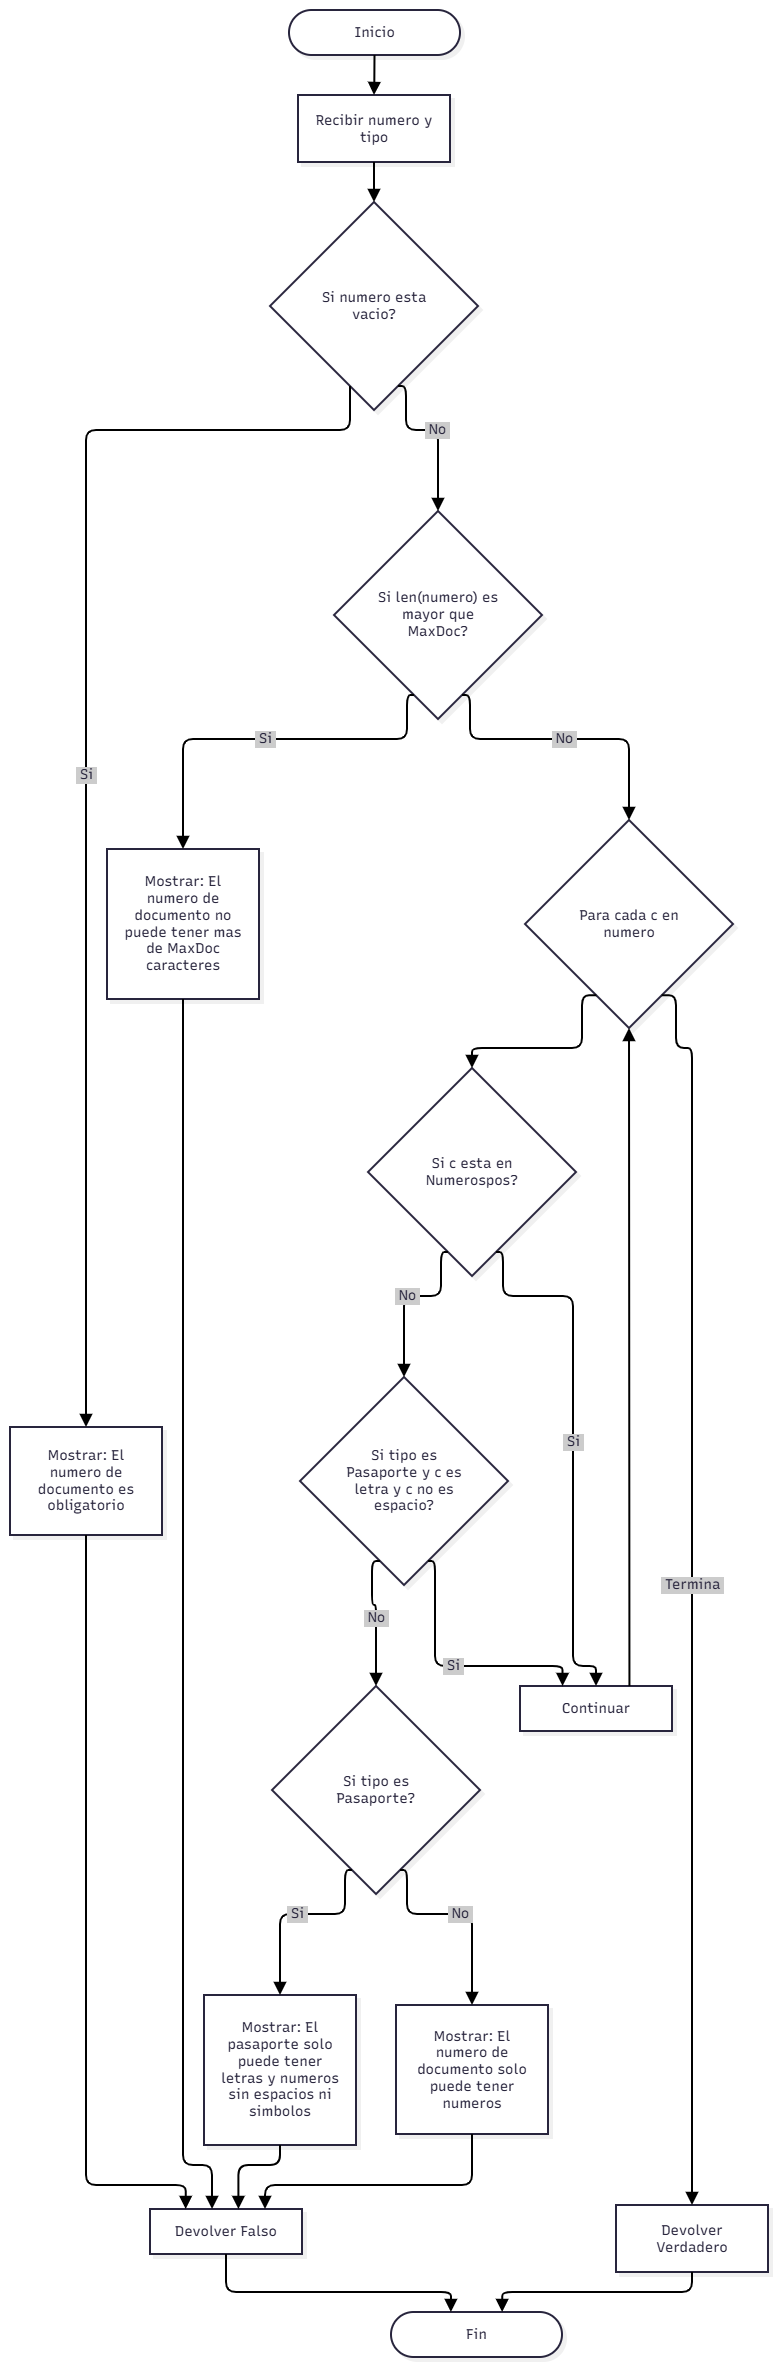 Inicio
Recibir numero y
tipo
Si numero esta
vacio?
No
Si len(numero) es
mayor que
MaxDoc?
Si
No
Si
Mostrar: El
numero de
documento no
puede tener mas
de MaxDoc
caracteres
Para cada c en
numero
Si c esta en
Numerospos?
No
Si
Si tipo es
Pasaporte y c es
letra y c no es
espacio?
Mostrar: El
numero de
documento es
obligatorio
Termina
No
Si
Continuar
Si tipo es
Pasaporte?
Si
No
Mostrar: El
pasaporte solo
puede tener
letras y numeros
sin espacios ni
simbolos
Mostrar: El
numero de
documento solo
puede tener
numeros
Devolver Falso
Devolver
Verdadero
Fin